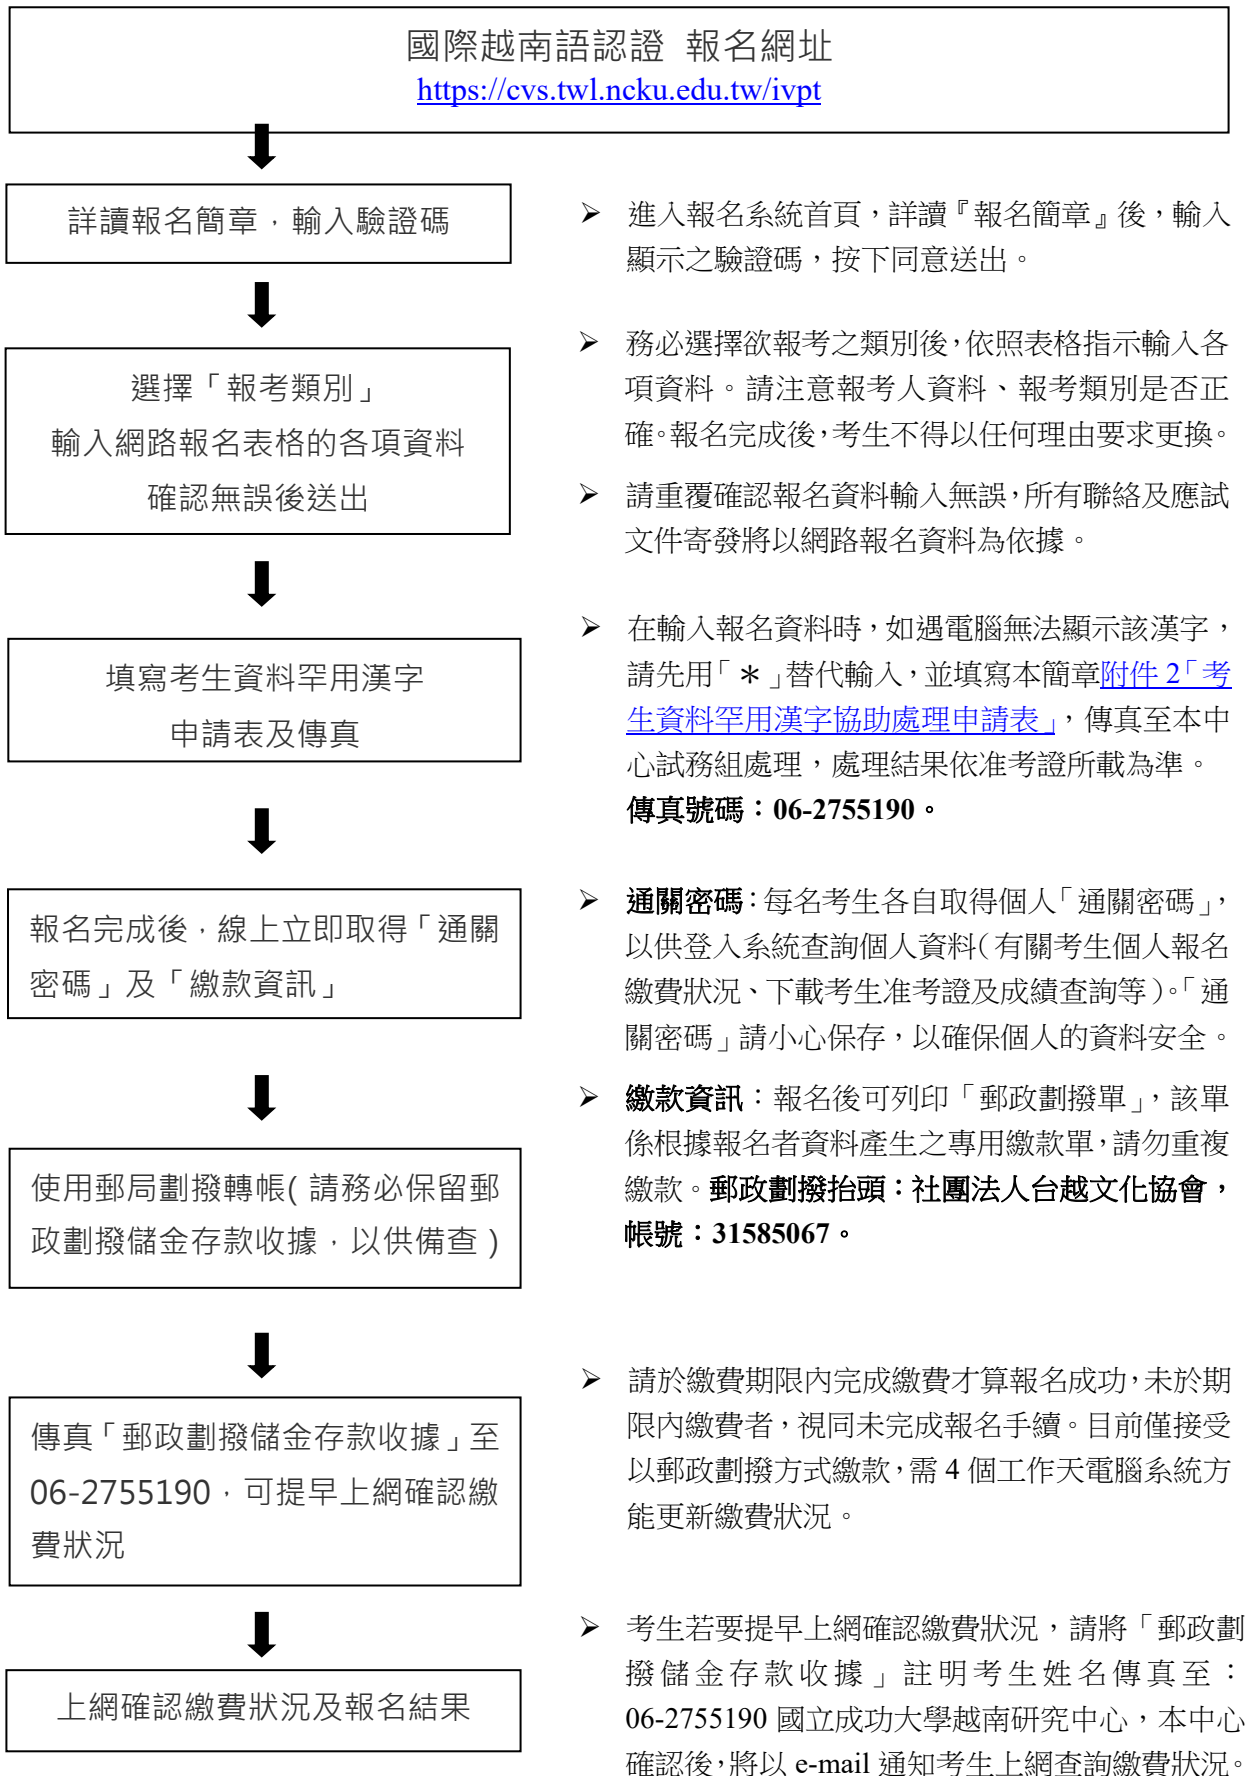 國際越南語認證 報名網址
https://cvs.twl.ncku.edu.tw/ivpt
詳讀報名簡章，輸入驗證碼
➢ 進入報名系統首頁，詳讀『報名簡章』後，輸入
顯示之驗證碼，按下同意送出。
選擇「報考類別」
輸入網路報名表格的各項資料
確認無誤後送出
➢ 務必選擇欲報考之類別後，依照表格指示輸入各
項資料。請注意報考人資料、報考類別是否正
確。報名完成後，考生不得以任何理由要求更換。
➢ 請重覆確認報名資料輸入無誤，所有聯絡及應試
文件寄發將以網路報名資料為依據。
填寫考生資料罕用漢字
申請表及傳真
➢ 在輸入報名資料時，如遇電腦無法顯示該漢字，
請先用「＊」替代輸入，並填寫本簡章附件 2「考
生資料罕用漢字協助處理申請表」，傳真至本中
心試務組處理，處理結果依准考證所載為準。
傳真號碼：06-2755190。
報名完成後，線上立即取得「通關
密碼」及「繳款資訊」
➢ 通關密碼：每名考生各自取得個人「通關密碼」，
以供登入系統查詢個人資料（有關考生個人報名
繳費狀況、下載考生准考證及成績查詢等）。「通
關密碼」請小心保存，以確保個人的資料安全。
➢ 繳款資訊：報名後可列印「郵政劃撥單」，該單
係根據報名者資料產生之專用繳款單，請勿重複
繳款。郵政劃撥抬頭：社團法人台越文化協會，
帳號：31585067。
使用郵局劃撥轉帳(請務必保留郵
政劃撥儲金存款收據，以供備查)
傳真「郵政劃撥儲金存款收據」至
06-2755190，可提早上網確認繳
費狀況
➢ 請於繳費期限內完成繳費才算報名成功，未於期
限內繳費者，視同未完成報名手續。目前僅接受
以郵政劃撥方式繳款，需 4 個工作天電腦系統方
能更新繳費狀況。
上網確認繳費狀況及報名結果
➢ 考生若要提早上網確認繳費狀況，請將「郵政劃
撥儲金存款收據」註明考生姓名傳真至：
06-2755190 國立成功大學越南研究中心，本中心
確認後，將以 e-mail 通知考生上網查詢繳費狀況。